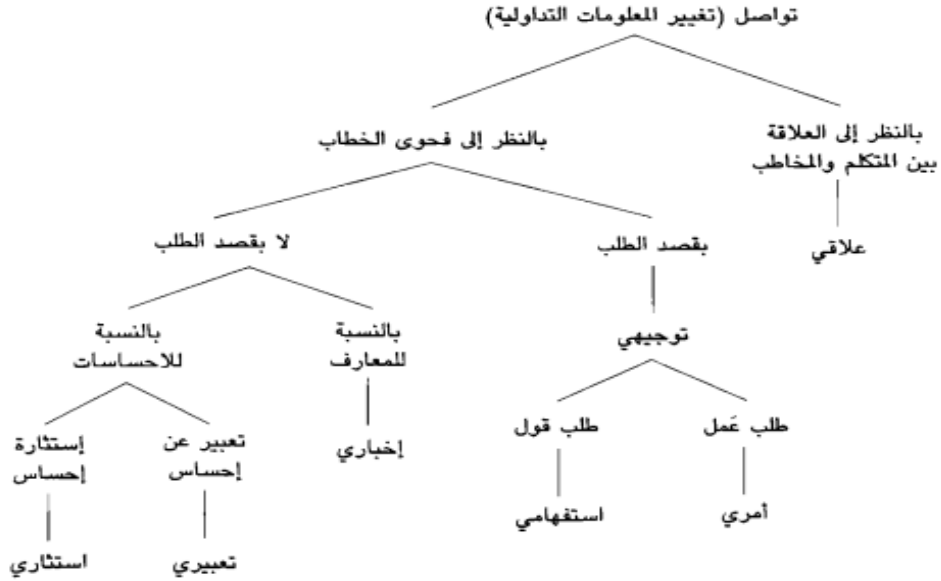 تواصل (تغيير المعلومات التداولية)
بالنظر إلى العلاقة
بين المتكلم والمخاطب
بالنظر إلى فحوى الخطاب
علاقي
بقصد الطلب
لا بقصد الطلب
توجيهي
بالنسبة
للمعارف
بالنسبة
للاحساسات
طلب عَمل
طلب قول
إخباري
تعبير عن
إحساس
إستثارة
إحساس
أمري
استفهامي
تعبيري
استثاري